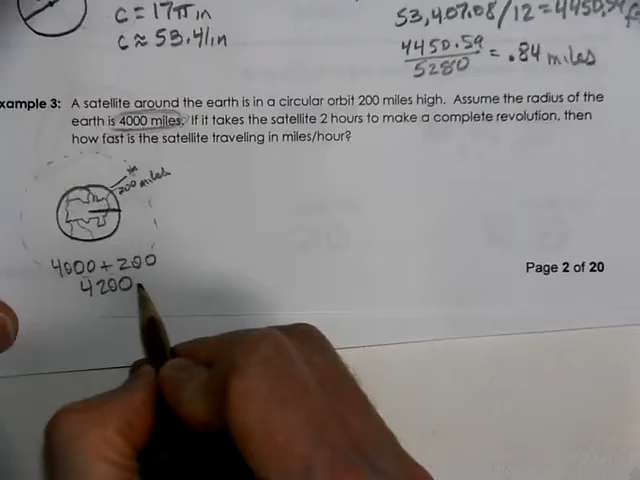 C = 17π in
C ≈ 53.41 in
53,407.08/12 = 4450.59 f
4450.59
5280 = .84 miles
xample 3: A satellite around the earth is in a circular orbit 200 miles high. Assume the radius of the
earth is 4000 miles. If it takes the satellite 2 hours to make a complete revolution, then
how fast is the satellite traveling in miles/hour?
200 miles
4000 + 200
4200
Page 2 of 20